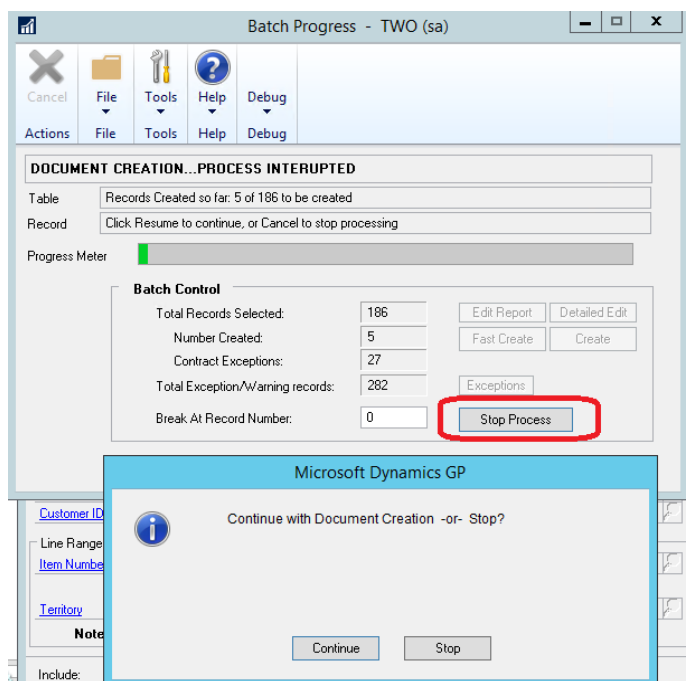 Batch Progress - TWO (sa)
Cancel File Tools Help Debug
Actions File Tools Help Debug
DOCUMENT CREATION...PROCESS INTERUPTED
Table Records Created so far: 5 of 186 to be created
Record Click Resume to continue, or Cancel to stop processing
Progress Meter
Batch Control
Total Records Selected: 186 Edit Report Detailed Edit
Number Created: 5 Fast Create Create
Contract Exceptions: 27
Total Exception/Warning records: 282 Exceptions
Break At Record Number: 0 Stop Process
Microsoft Dynamics GP
Customer ID
Continue with Document Creation -or- Stop?
Line Range
Item Numbe
Territory
Note
Continue Stop
Include: